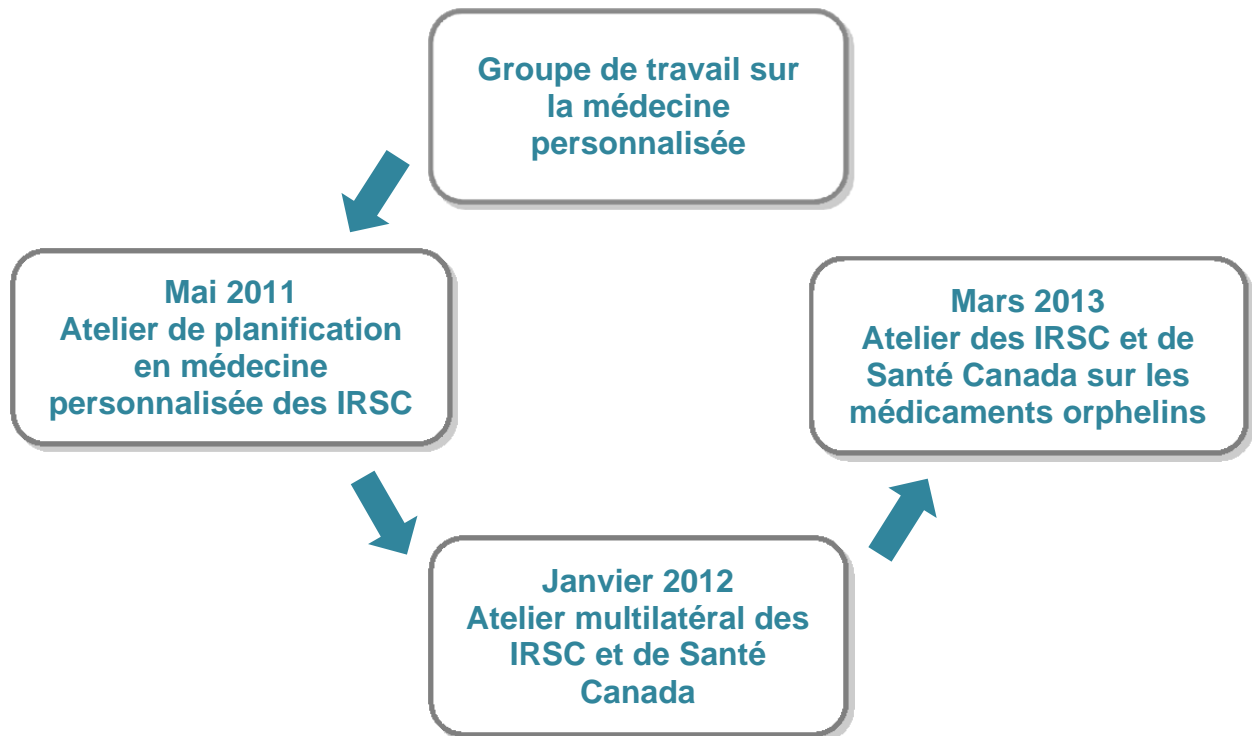 Groupe de travail sur
la médecine
personnalisée
Mai 2011
Atelier de planification
en médecine
personnalisée des IRSC
Janvier 2012
Atelier multilatéral des
IRSC et de Santé
Canada
Mars 2013
Atelier des IRSC et de
Santé Canada sur les
médicaments orphelins